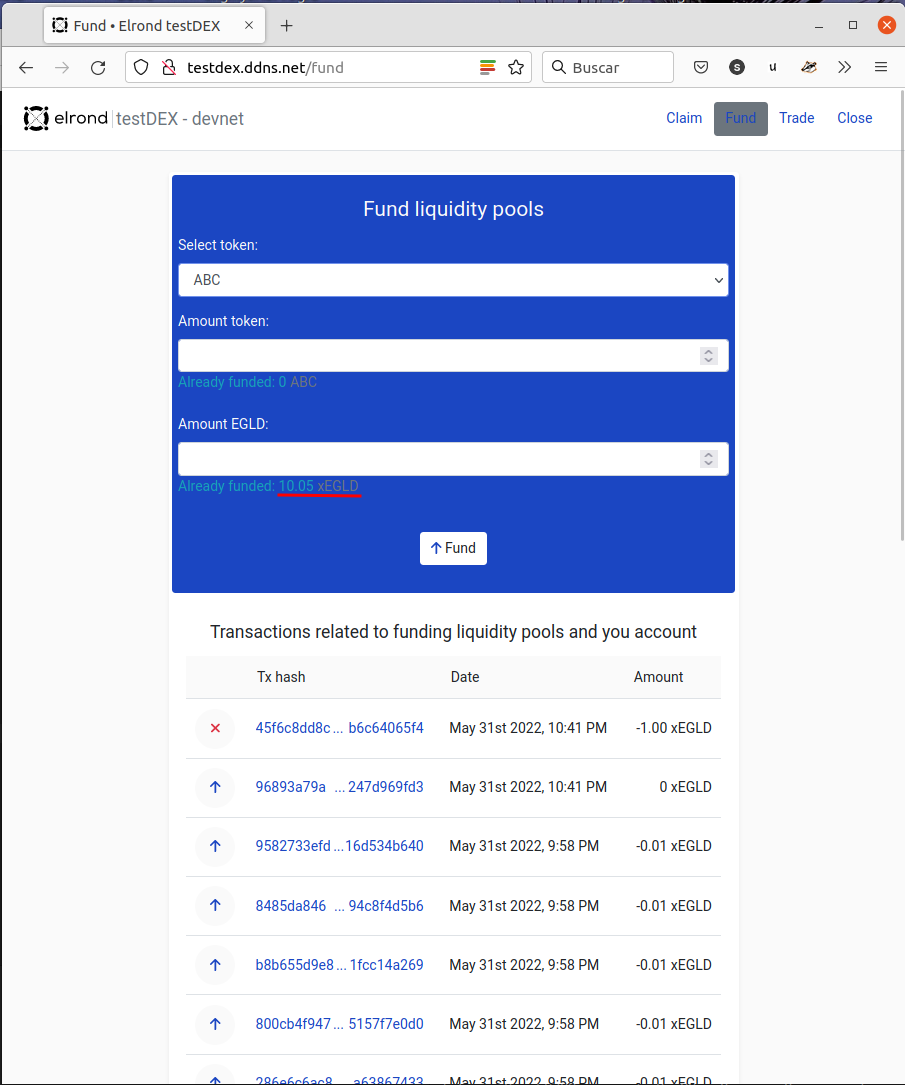 Fund • Elrond testDEX
testdex.ddns.net/fund
Buscar
elrond testDEX - devnet
Claim Fund Trade Close
Fund liquidity pools
Select token:
ABC
Amount token:
Already funded: 0 ABC
Amount EGLD:
Already funded: 10.05 xEGLD
Fund
Transactions related to funding liquidity pools and you account
Tx hash Date Amount
45f6c8dd8c ... b6c64065f4 May 31st 2022, 10:41 PM -1.00 xEGLD
96893a79a ... 247d969fd3 May 31st 2022, 10:41 PM 0 xEGLD
9582733efd ... 16d534b640 May 31st 2022, 9:58 PM -0.01 xEGLD
8485da846 ... 94c8f4d5b6 May 31st 2022, 9:58 PM -0.01 xEGLD
b8b655d9e8 ... 1fcc14a269 May 31st 2022, 9:58 PM -0.01 xEGLD
800cb4f947 ... 5157f7e0d0 May 31st 2022, 9:58 PM -0.01 xEGLD
286e6c6ac8 ... a63867433 May 31st 2022, 9:58 PM -0.01 xEGLD